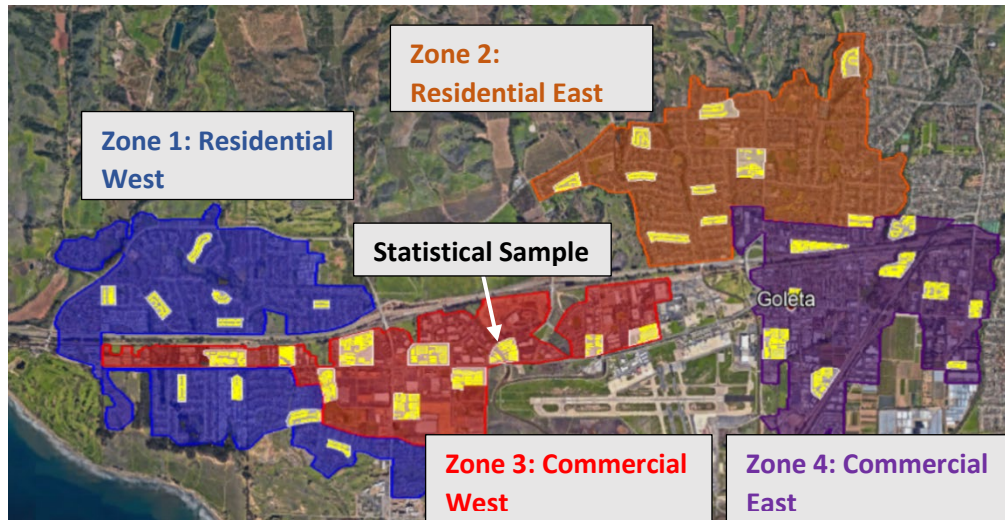 Zone 2:
Residential East
Zone 1: Residential
West
Statistical Sample
Goleta
Zone 3: Commercial
West
Zone 4: Commercial
East